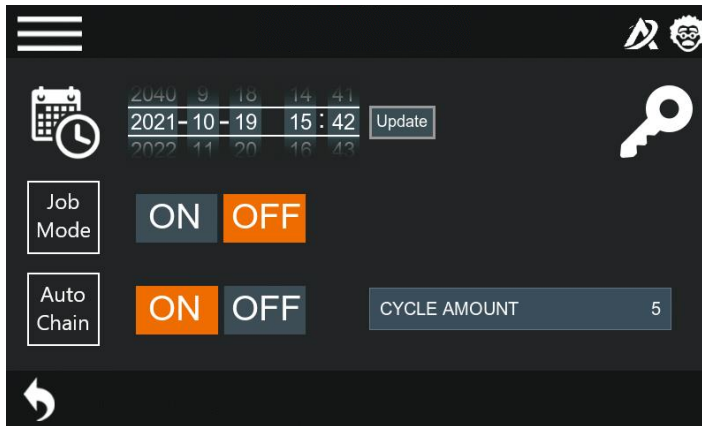 2040 9 18 14 41
2021-10-19 15:42 Update
2022 11 20 16 43
Job
Mode
ON OFF
Auto
Chain
ON OFF
CYCLE AMOUNT 5